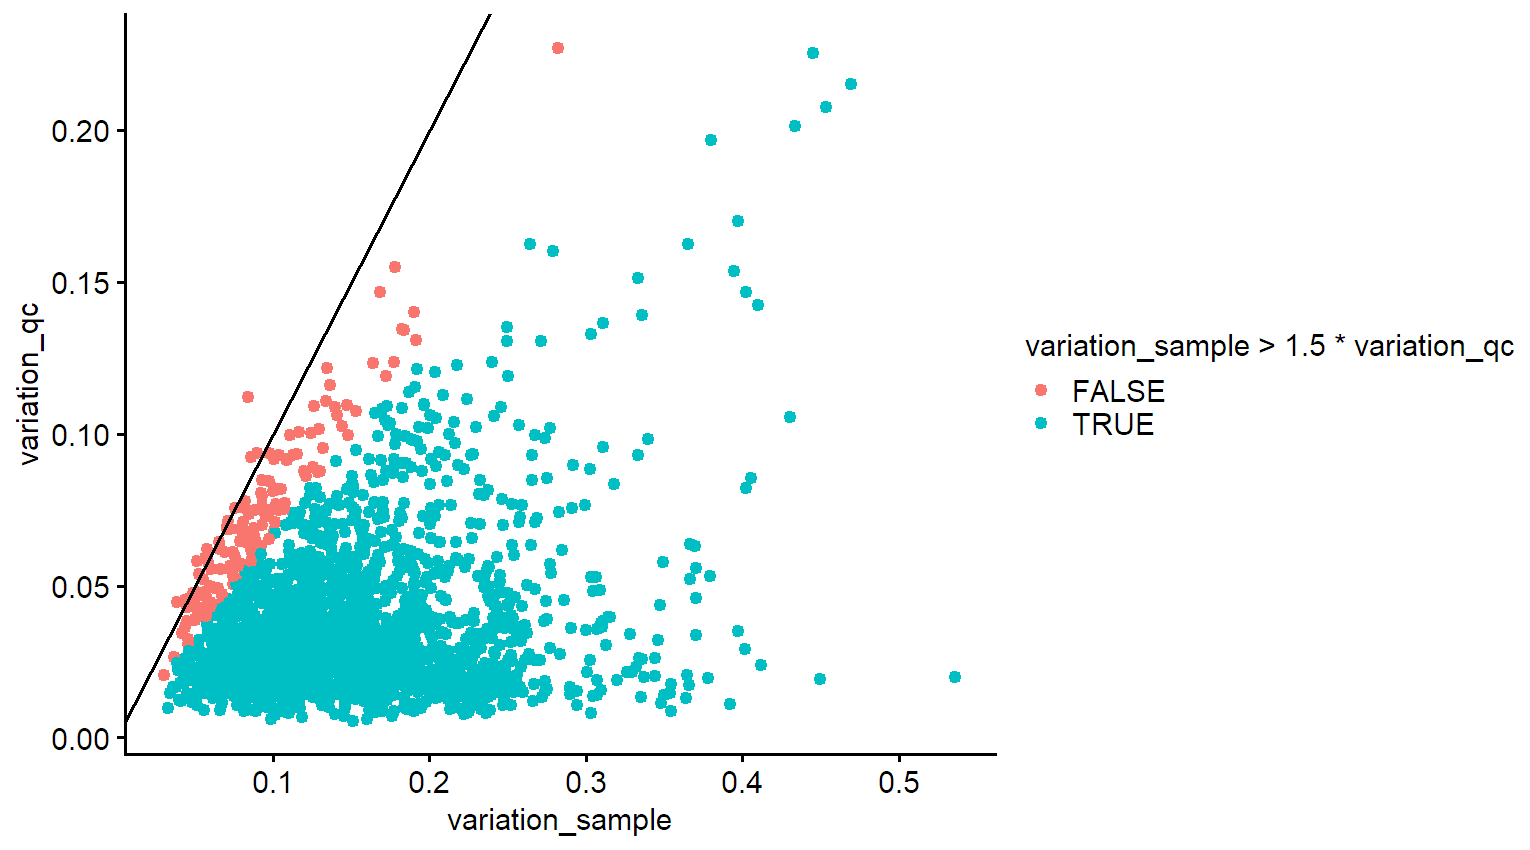 variation_qc
0.20
0.15
0.10
0.05
0.00
0.1 0.2 0.3 0.4 0.5
variation_sample
variation_sample > 1.5 * variation_qc
FALSE
TRUE